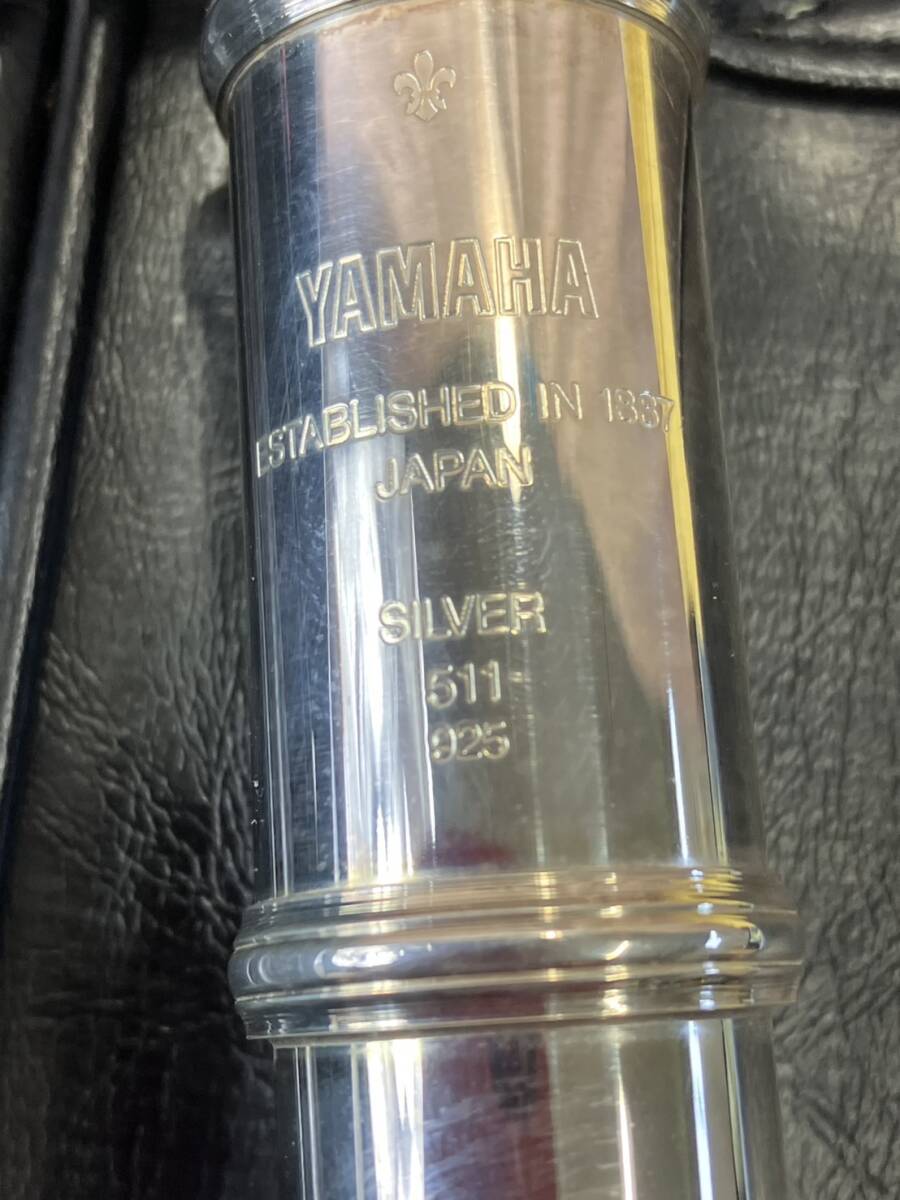 YAMAHA
ESTABLISHED IN 1887
JAPAN
SILVER
511
925